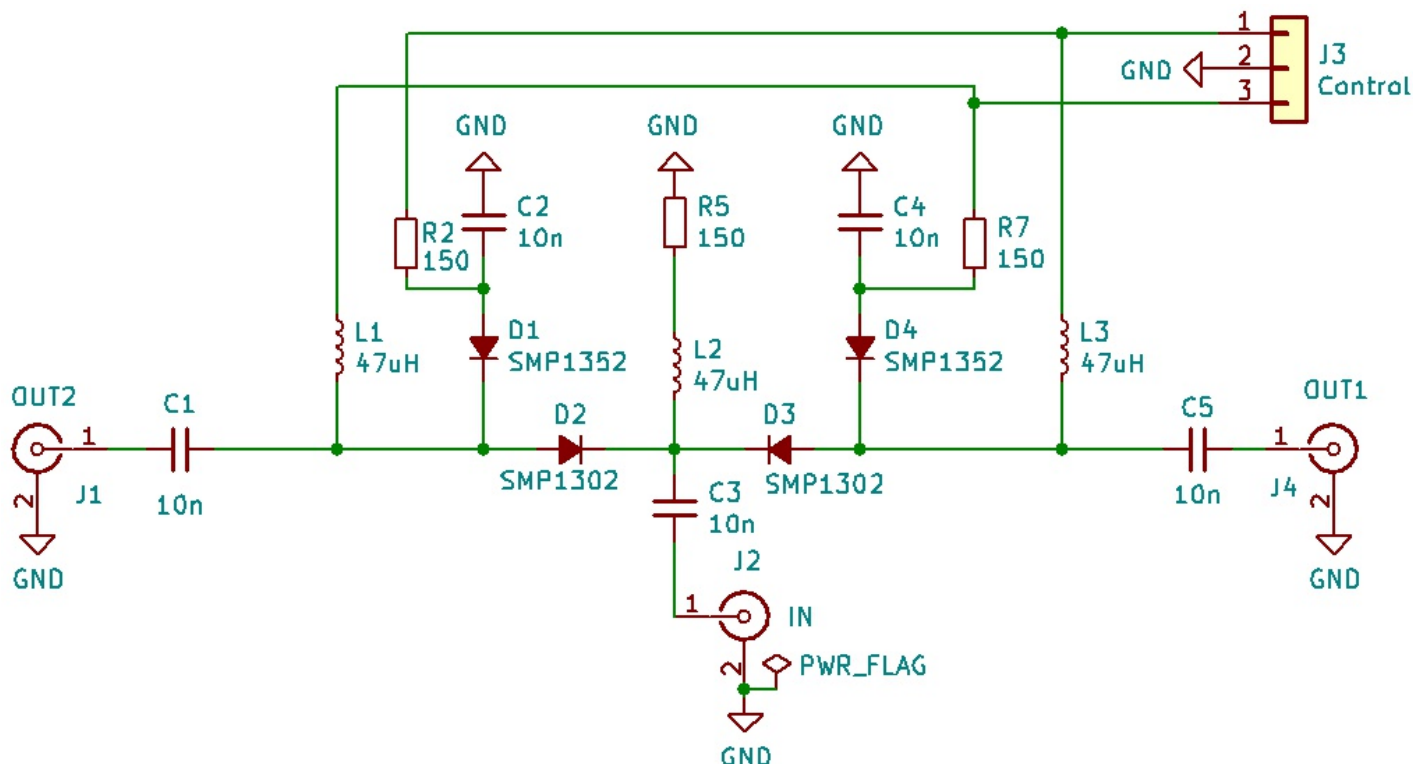 1
2
3
J3
Control
GND
GND
GND
GND
C2
10n
R5
150
C4
10n
R7
150
R2
150
L1
47uH
D1
SMP1352
L2
47uH
D4
SMP1352
L3
47uH
OUT2
1
2
J1
GND
C1
10n
D2
SMP1302
D3
SMP1302
C5
10n
OUT1
1
2
J4
GND
C3
10n
J2
1
IN
2
PWR_FLAG
GND